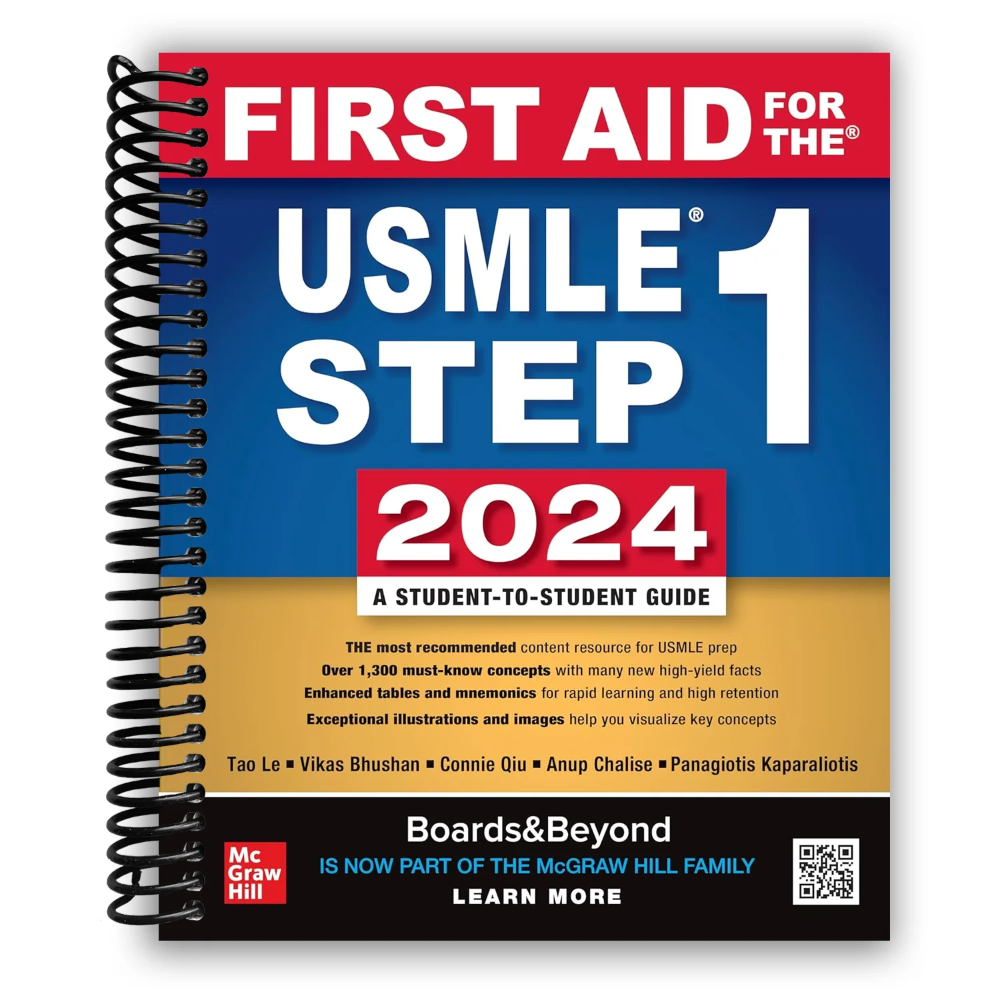 FIRST AID FOR THE®
USMLE® STEP 1
2024
A STUDENT-TO-STUDENT GUIDE
THE most recommended content resource for USMLE prep
Over 1,300 must-know concepts with many new high-yield facts
Enhanced tables and mnemonics for rapid learning and high retention
Exceptional illustrations and images help you visualize key concepts
Tao Le ▪ Vikas Bhushan ▪ Connie Qiu ▪ Anup Chalise ▪ Panagiotis Kaparaliotis
Mc
Graw
Hill
Boards&Beyond
IS NOW PART OF THE McGRAW HILL FAMILY
LEARN MORE